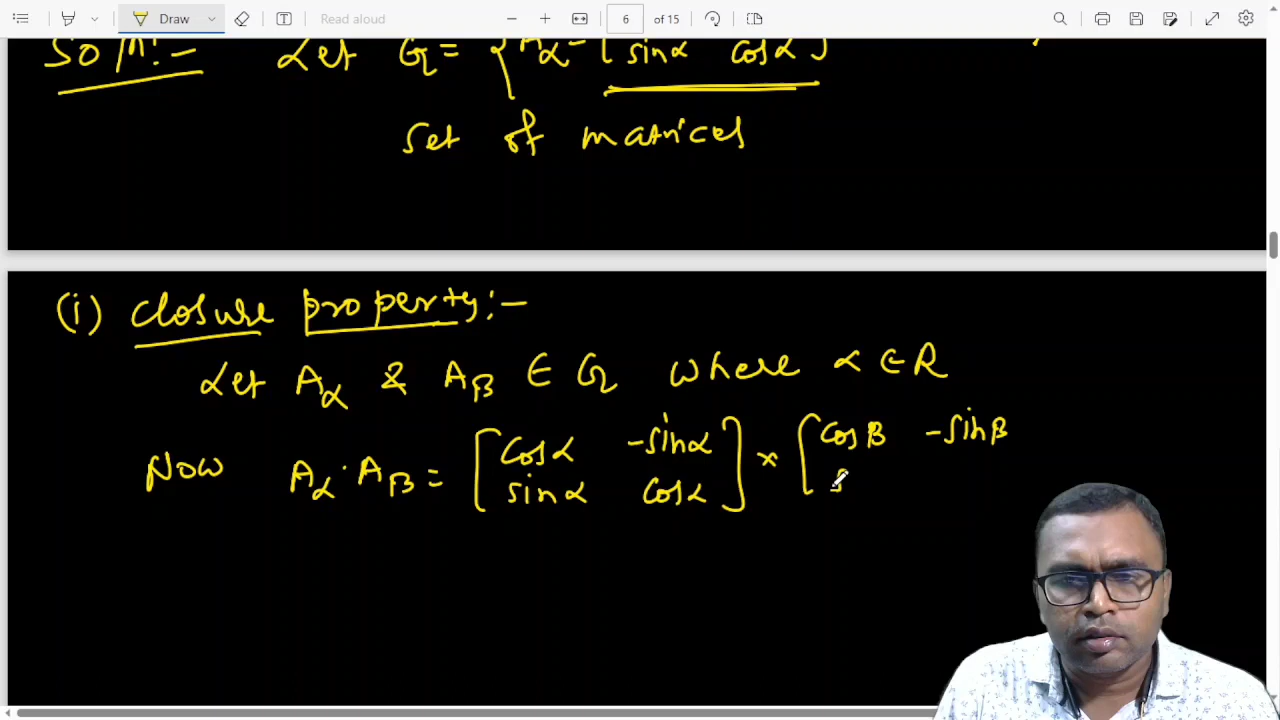 Draw
Read aloud
6 of 15
Soln:- Let G = { Aα = [ sinα cosα ]
set of matrices
(i) closure property:-
Let Aα & Aβ ∈ G where α ∈ R
Now Aα · Aβ = [ cosα -sinα ] × [ cosβ -sinβ
sinα cosα s